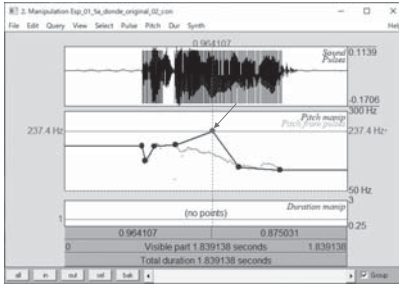 2. Manipulation Esp_01_5a_donde_original_02_con
File Edit Query View Select Pulse Pitch Dur Synth Help
0.964107
Sound
Pulses
0.1139
-0.1706
300 Hz
Pitch manip
Pitch from pulses
237.4 Hz
237.4 Hz
50 Hz
Duration manip
3
(no points)
1
0.25
0.964107 0.875031
0 Visible part 1.839138 seconds 1.839138
Total duration 1.839138 seconds
all in out sel bak Group